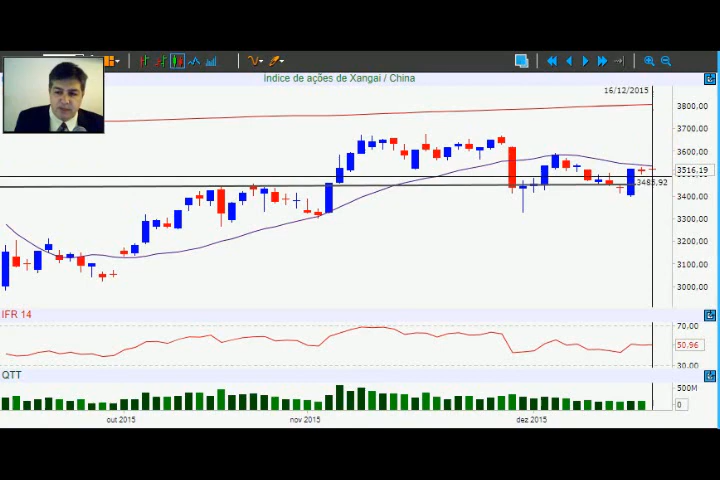 Índice de ações de Xangai / China
16/12/2015
3800.00
3700.00
3600.00
3516.19
3485.92
3400.00
3300.00
3200.00
3100.00
3000.00
IFR 14
70.00
50.96
30.00
QTT
500M
0
out 2015
nov 2015
dez 2015